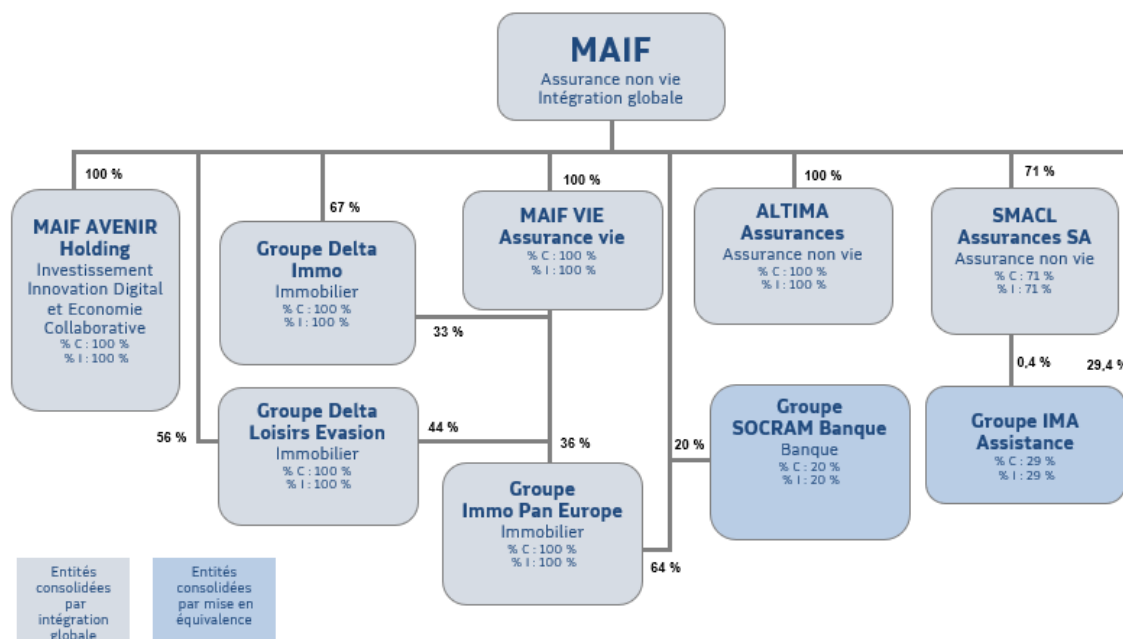 MAIF
Assurance non vie
Intégration globale
100 %
67 %
100 %
100 %
71 %
MAIF AVENIR
Holding
Investissement
Innovation Digital
et Economie
Collaborative
% C : 100 %
% I : 100 %
Groupe Delta
Immo
Immobilier
% C : 100 %
% I : 100 %
MAIF VIE
Assurance vie
% C : 100 %
% I : 100 %
ALTIMA
Assurances
Assurance non vie
% C : 100 %
% I : 100 %
SMACL
Assurances SA
Assurance non vie
% C : 71 %
% I : 71 %
33 %
0,4 %
29,4 %
56 %
Groupe Delta
Loisirs Evasion
Immobilier
% C : 100 %
% I : 100 %
44 %
36 %
20 %
Groupe
SOCRAM Banque
Banque
% C : 20 %
% I : 20 %
Groupe IMA
Assistance
% C : 29 %
% I : 29 %
Groupe
Immo Pan Europe
Immobilier
% C : 100 %
% I : 100 %
64 %
Entités
consolidées
par
intégration
globale
Entités
consolidées
par mise en
équivalence